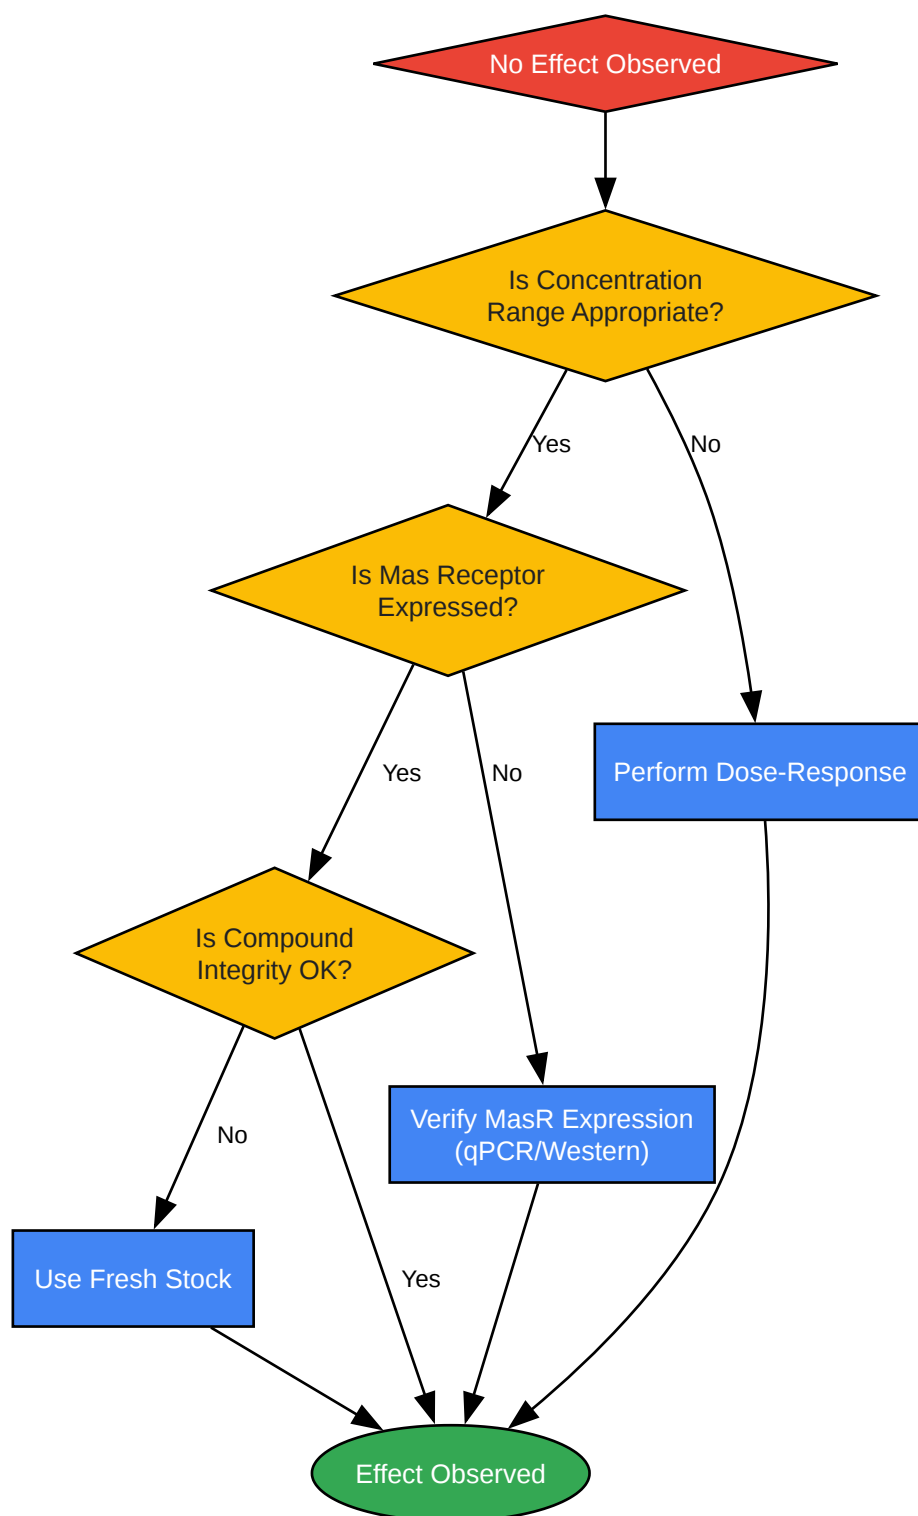 No Effect Observed
Is Concentration
Range Appropriate?
Yes
No
Is Mas Receptor
Expressed?
Perform Dose-Response
Yes
No
Is Compound
Integrity OK?
Verify MasR Expression
(qPCR/Western)
No
Use Fresh Stock
Yes
Effect Observed